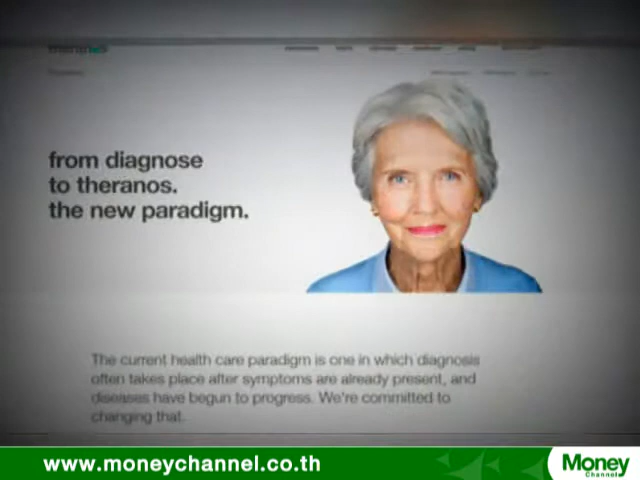 from diagnose
to theranos.
the new paradigm.
The current health care paradigm is one in which diagnosis
often takes place after symptoms are already present, and
diseases have begun to progress. We're committed to
changing that.
www.moneychannel.co.th
Money
Channel